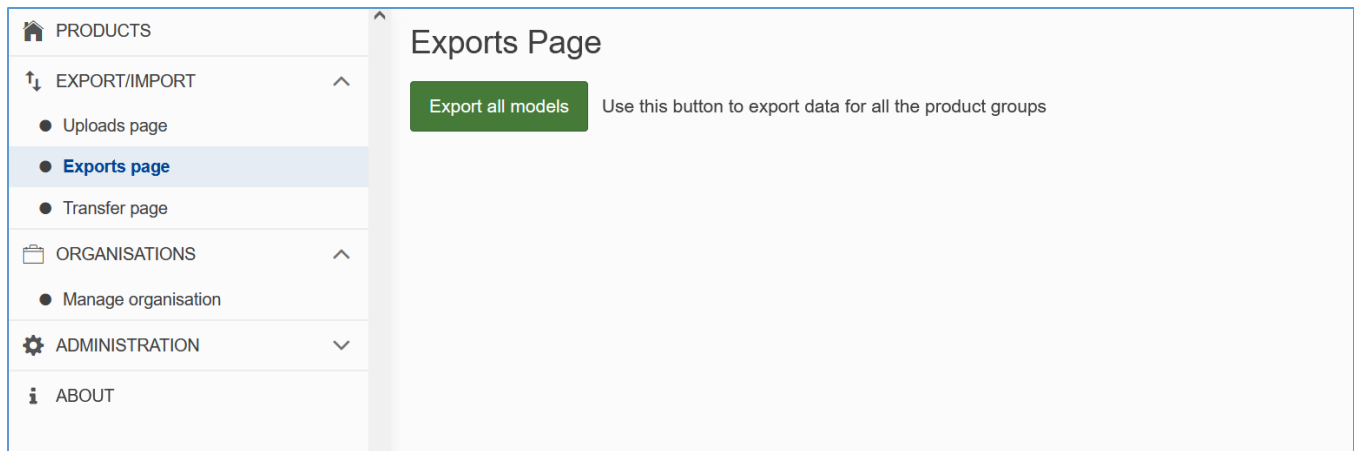 PRODUCTS
EXPORT/IMPORT
Uploads page
Exports page
Transfer page
ORGANISATIONS
Manage organisation
ADMINISTRATION
ABOUT
Exports Page
Export all models
Use this button to export data for all the product groups